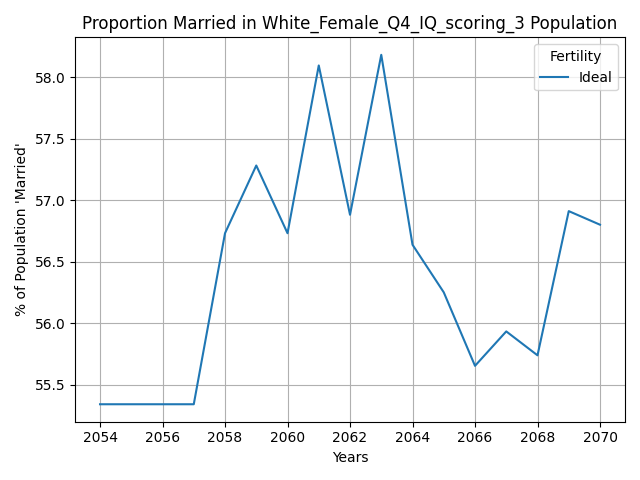 Proportion Married in White_Female_Q4_IQ_scoring_3 Population
Fertility
Ideal
% of Population 'Married'
58.0
57.5
57.0
56.5
56.0
55.5
2054 2056 2058 2060 2062 2064 2066 2068 2070
Years